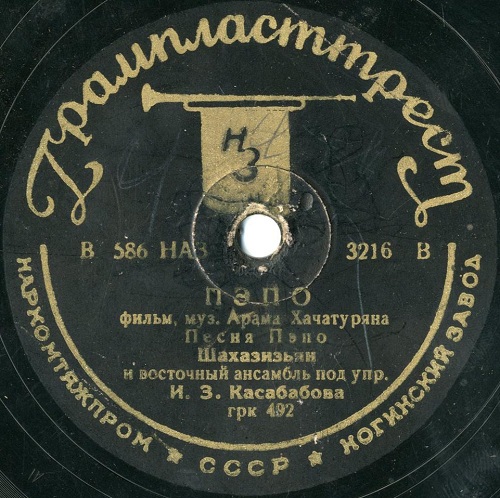 Грампласттрест
НЗ
В 586 НАЗ 3216 В
ПЭПО
фильм, муз. Арама Хачатуряна
Песня Пэпо
Шахазизьян
и восточный ансамбль под упр.
И. З. Касабабова
грк 492
НАРКОМТЯЖПРОМ ★ СССР ★ НОГИНСКИЙ ЗАВОД